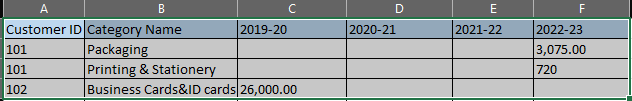 A B C D E F
Customer ID Category Name 2019-20 2020-21 2021-22 2022-23
101 Packaging 3,075.00
101 Printing & Stationery 720
102 Business Cards&ID cards 26,000.00